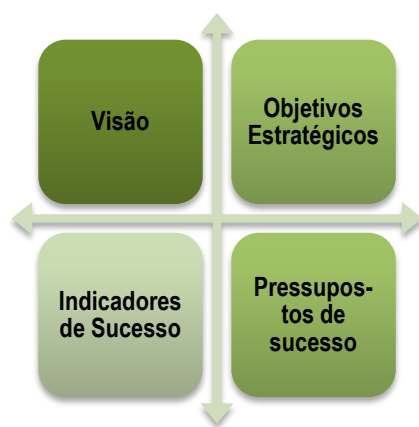 Visão
Objetivos
Estratégicos
Indicadores
de Sucesso
Pressupos-
tos de
sucesso